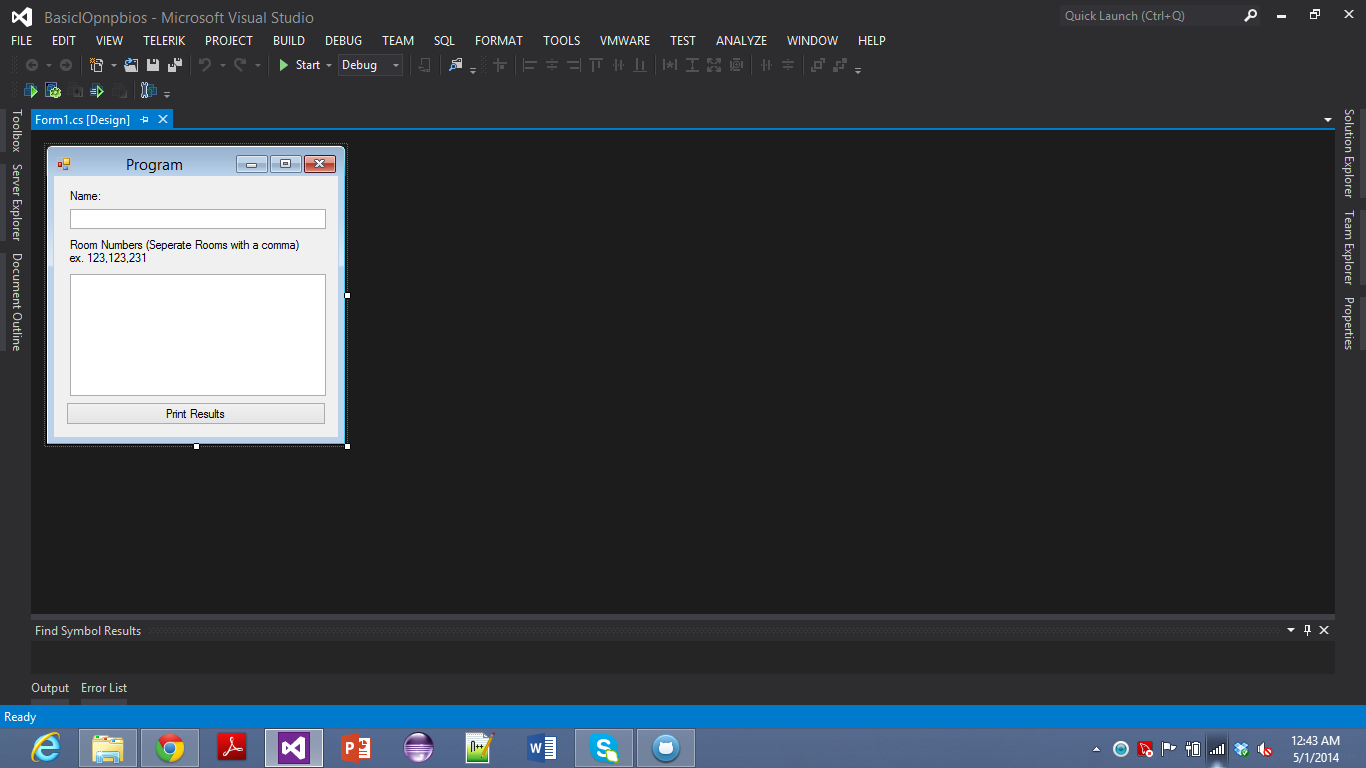 BasicIOpnpbios - Microsoft Visual Studio
Quick Launch (Ctrl+Q)
FILE EDIT VIEW TELERIK PROJECT BUILD DEBUG TEAM SQL FORMAT TOOLS VMWARE TEST ANALYZE WINDOW HELP
Start Debug
Form1.cs [Design]
Toolbox
Server Explorer
Document Outline
Program
Name:
Room Numbers (Seperate Rooms with a comma)
ex. 123,123,231
Print Results
Solution Explorer
Team Explorer
Properties
Find Symbol Results
Output Error List
Ready
12:43 AM
5/1/2014